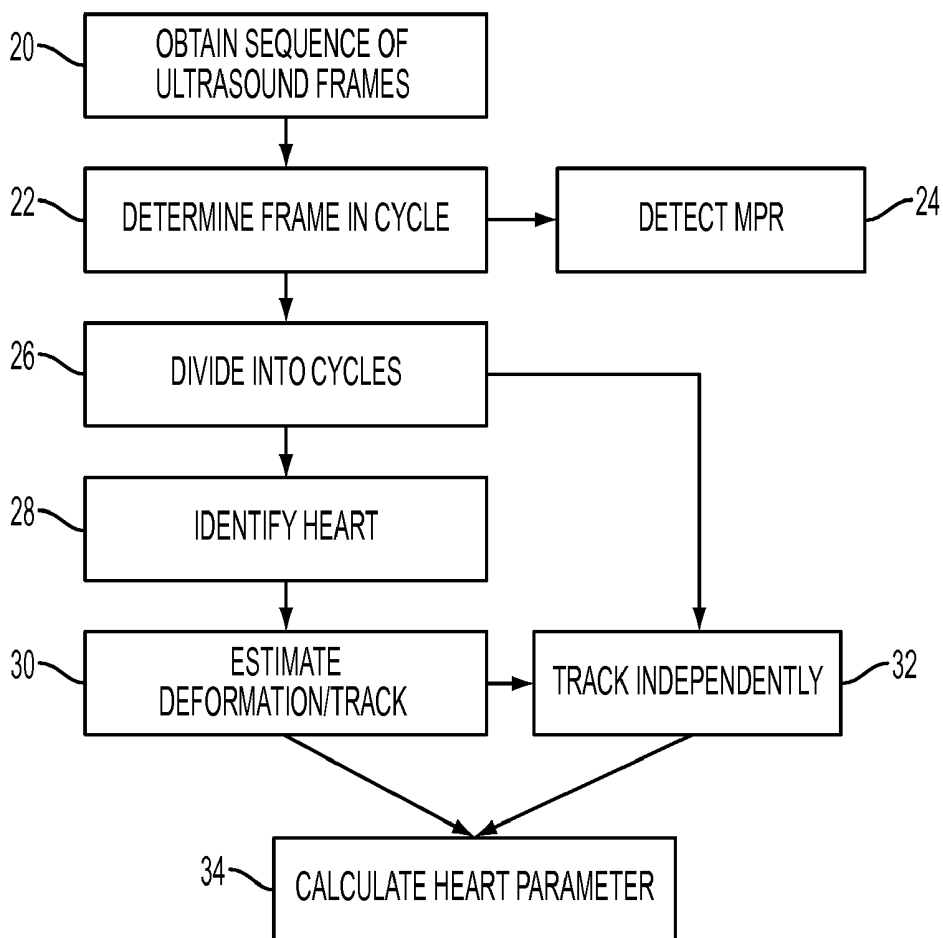 20
OBTAIN SEQUENCE OF
ULTRASOUND FRAMES
22
DETERMINE FRAME IN CYCLE
DETECT MPR
24
26
DIVIDE INTO CYCLES
28
IDENTIFY HEART
30
ESTIMATE
DEFORMATION/TRACK
TRACK INDEPENDENTLY
32
34
CALCULATE HEART PARAMETER